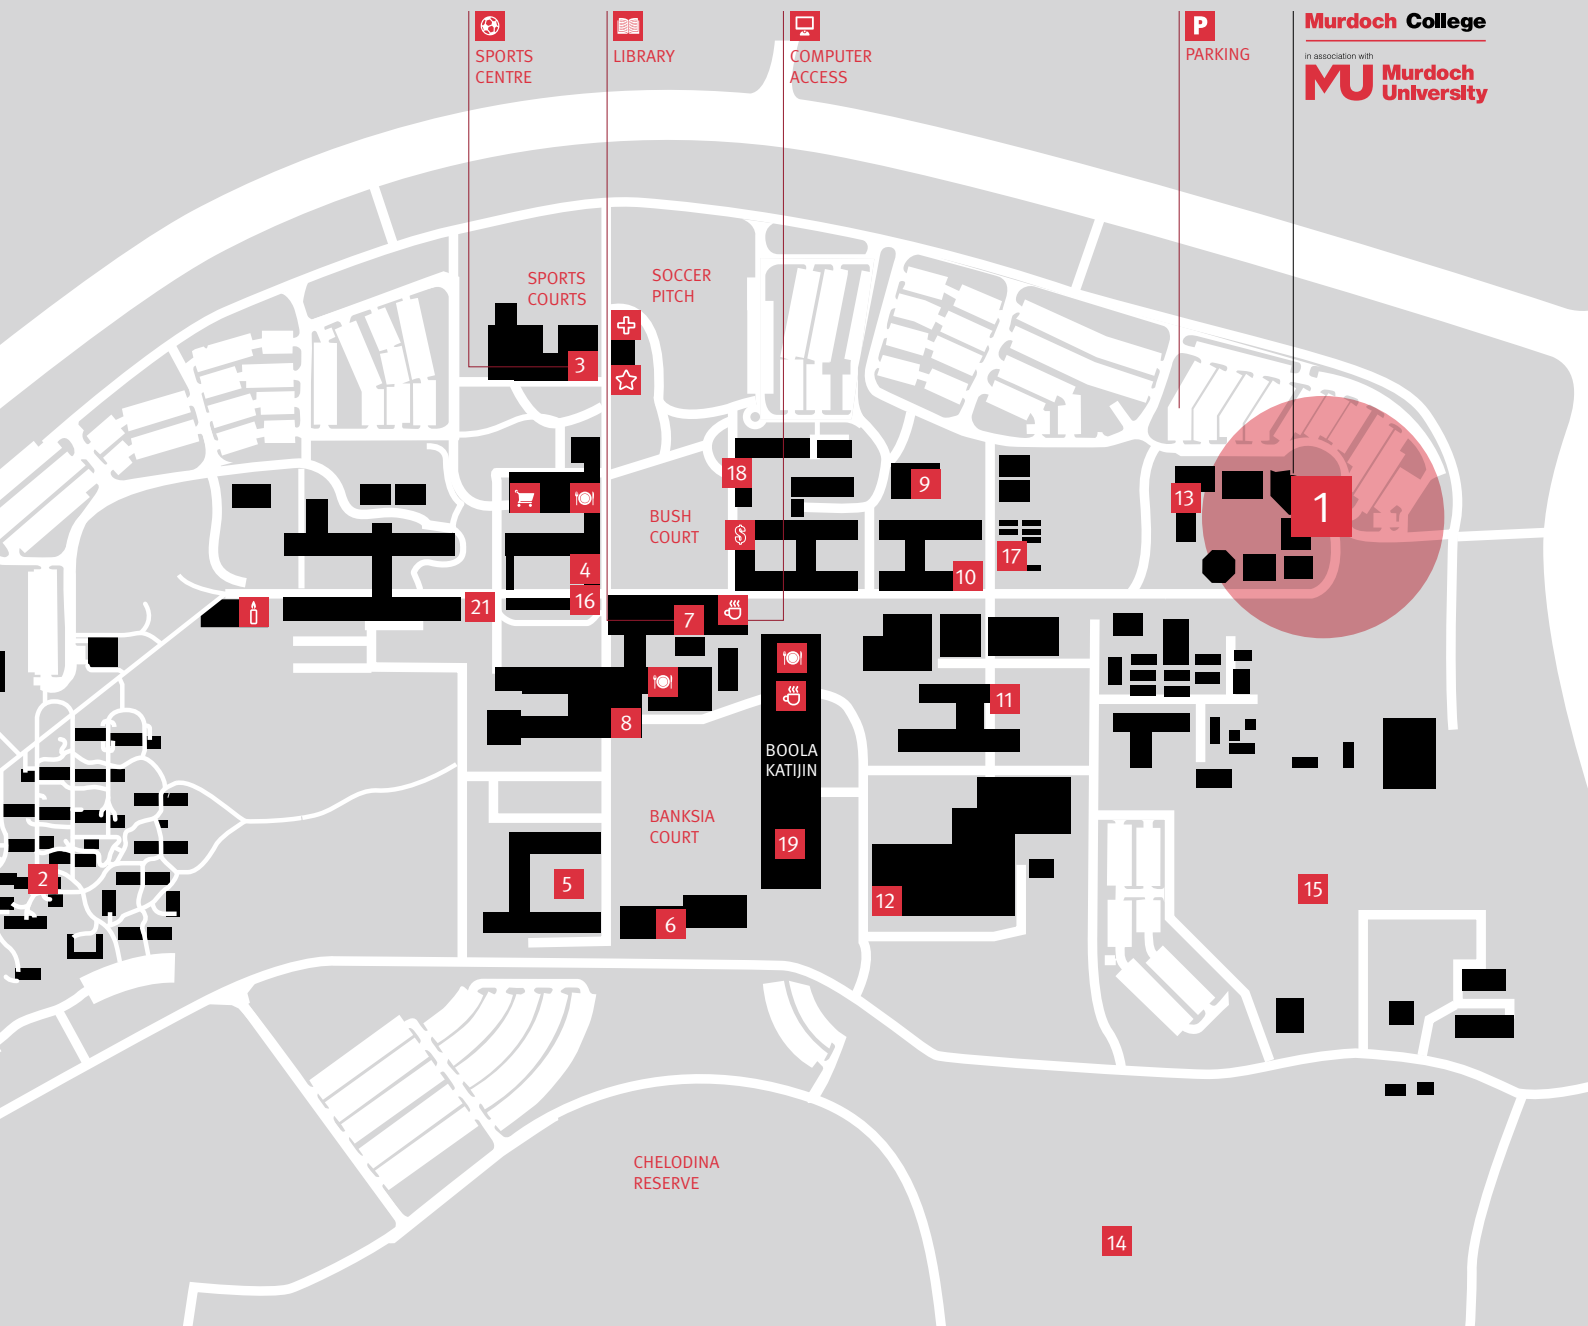 SPORTS
CENTRE
LIBRARY
COMPUTER
ACCESS
P
PARKING
Murdoch College
in association with
MU Murdoch
University
SPORTS
COURTS
SOCCER
PITCH
3
18
9
13
1
BUSH
COURT
$
17
4
10
16
21
7
11
8
BOOLA
KATIJIN
BANKSIA
COURT
19
2
5
15
12
6
CHELODINA
RESERVE
14